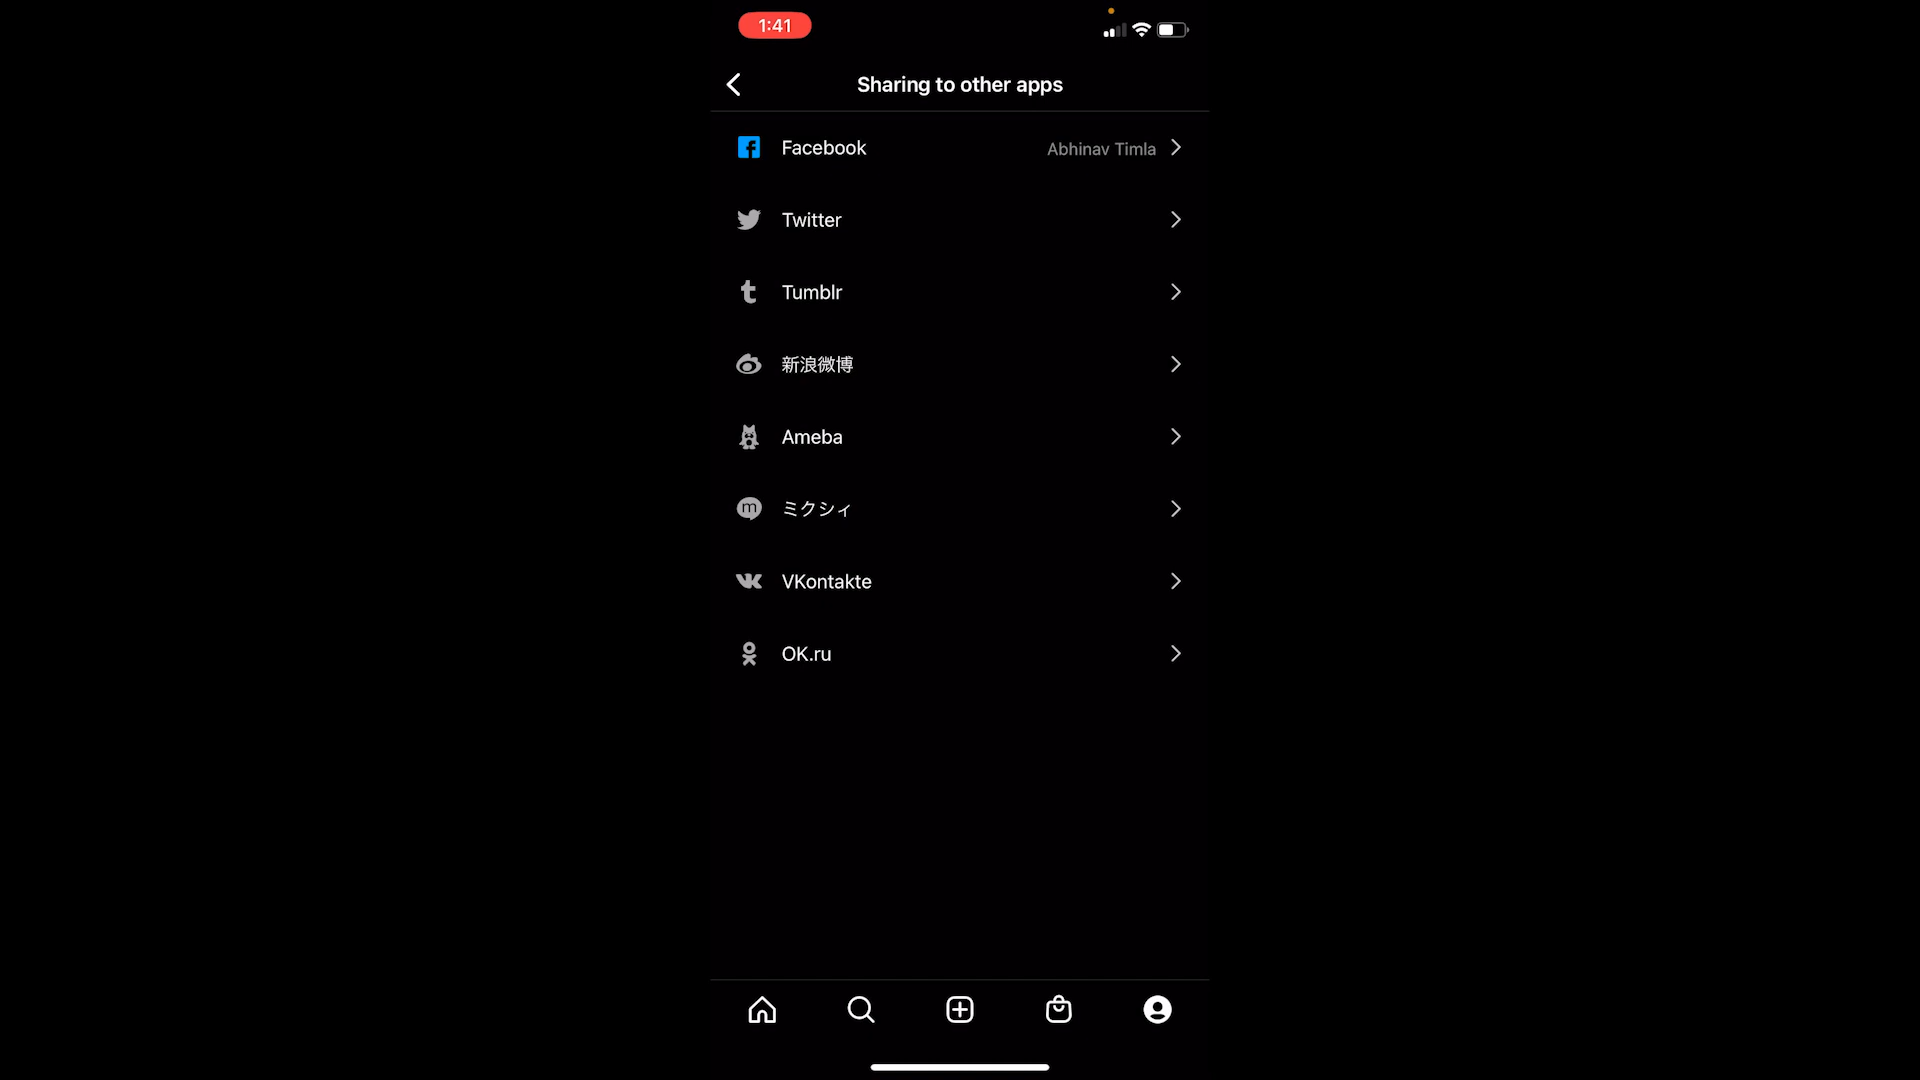 1:41
Sharing to other apps
Facebook Abhinav Timla
Twitter
Tumblr
新浪微博
Ameba
ミクシィ
VKontakte
OK.ru